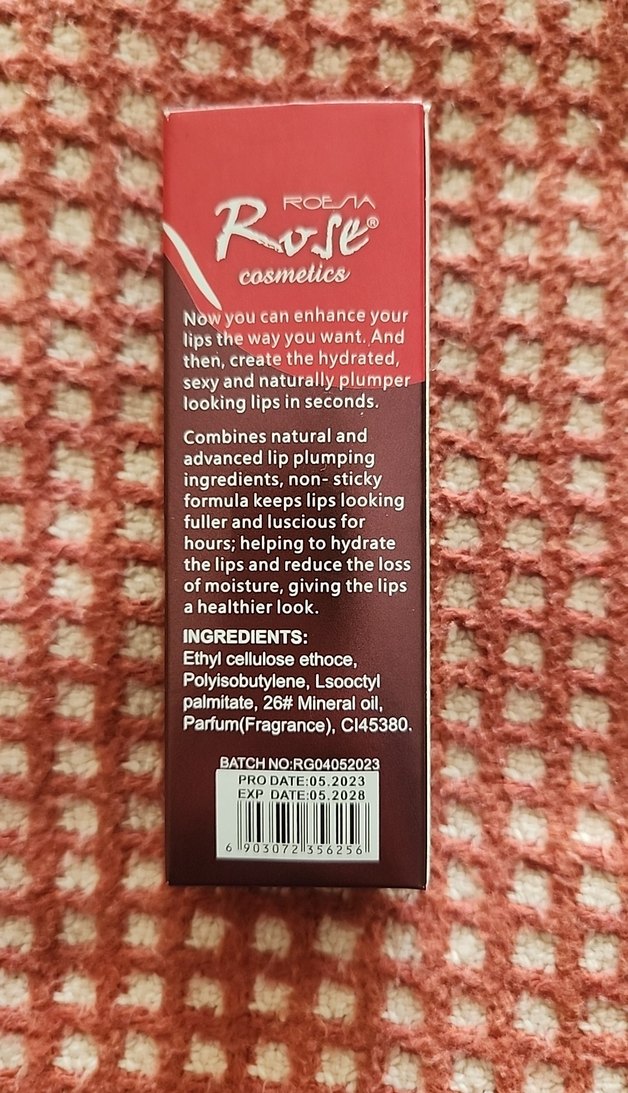 ROESIA
Rose®
cosmetics
Now you can enhance your
lips the way you want. And
then, create the hydrated,
sexy and naturally plumper
looking lips in seconds.
Combines natural and
advanced lip plumping
ingredients, non- sticky
formula keeps lips looking
fuller and luscious for
hours; helping to hydrate
the lips and reduce the loss
of moisture, giving the lips
a healthier look.
INGREDIENTS:
Ethyl cellulose ethoce,
Polyisobutylene, Lsooctyl
palmitate, 26# Mineral oil,
Parfum(Fragrance), CI45380.
BATCH NO:RG04052023
PRO DATE:05.2023
EXP DATE:05.2028
6 903072 356256